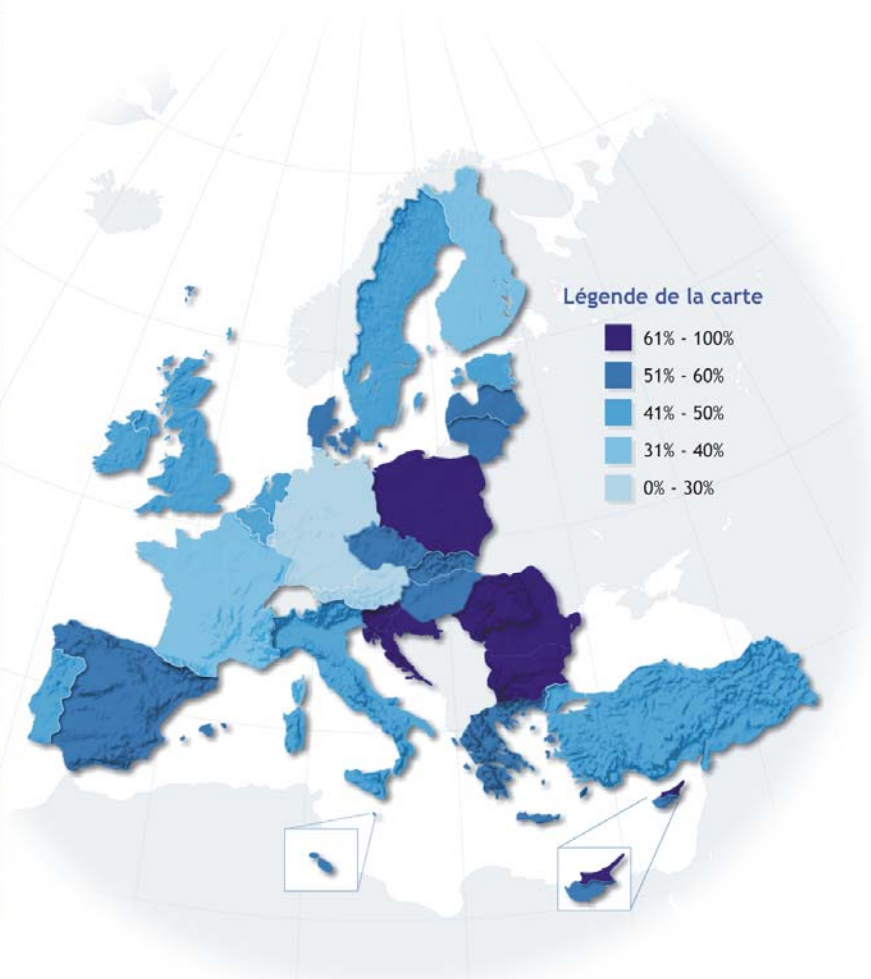 Légende de la carte
61% - 100%
51% - 60%
41% - 50%
31% - 40%
0% - 30%